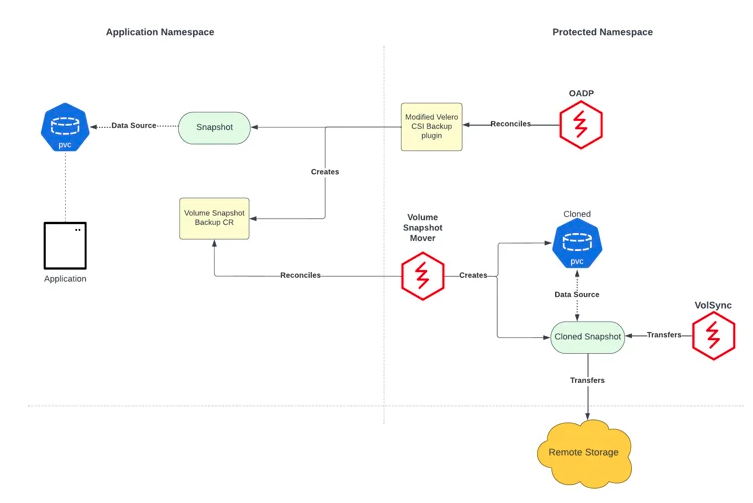 Application Namespace
Protected Namespace
OADP
Data Source
Snapshot
Modified Velero
CSI Backup
plugin
Reconciles
pvc
Creates
Volume Snapshot
Backup CR
Volume
Snapshot
Mover
Cloned
pvc
Application
Reconciles
Creates
Data Source
VolSync
Cloned Snapshot
Transfers
Transfers
Remote Storage